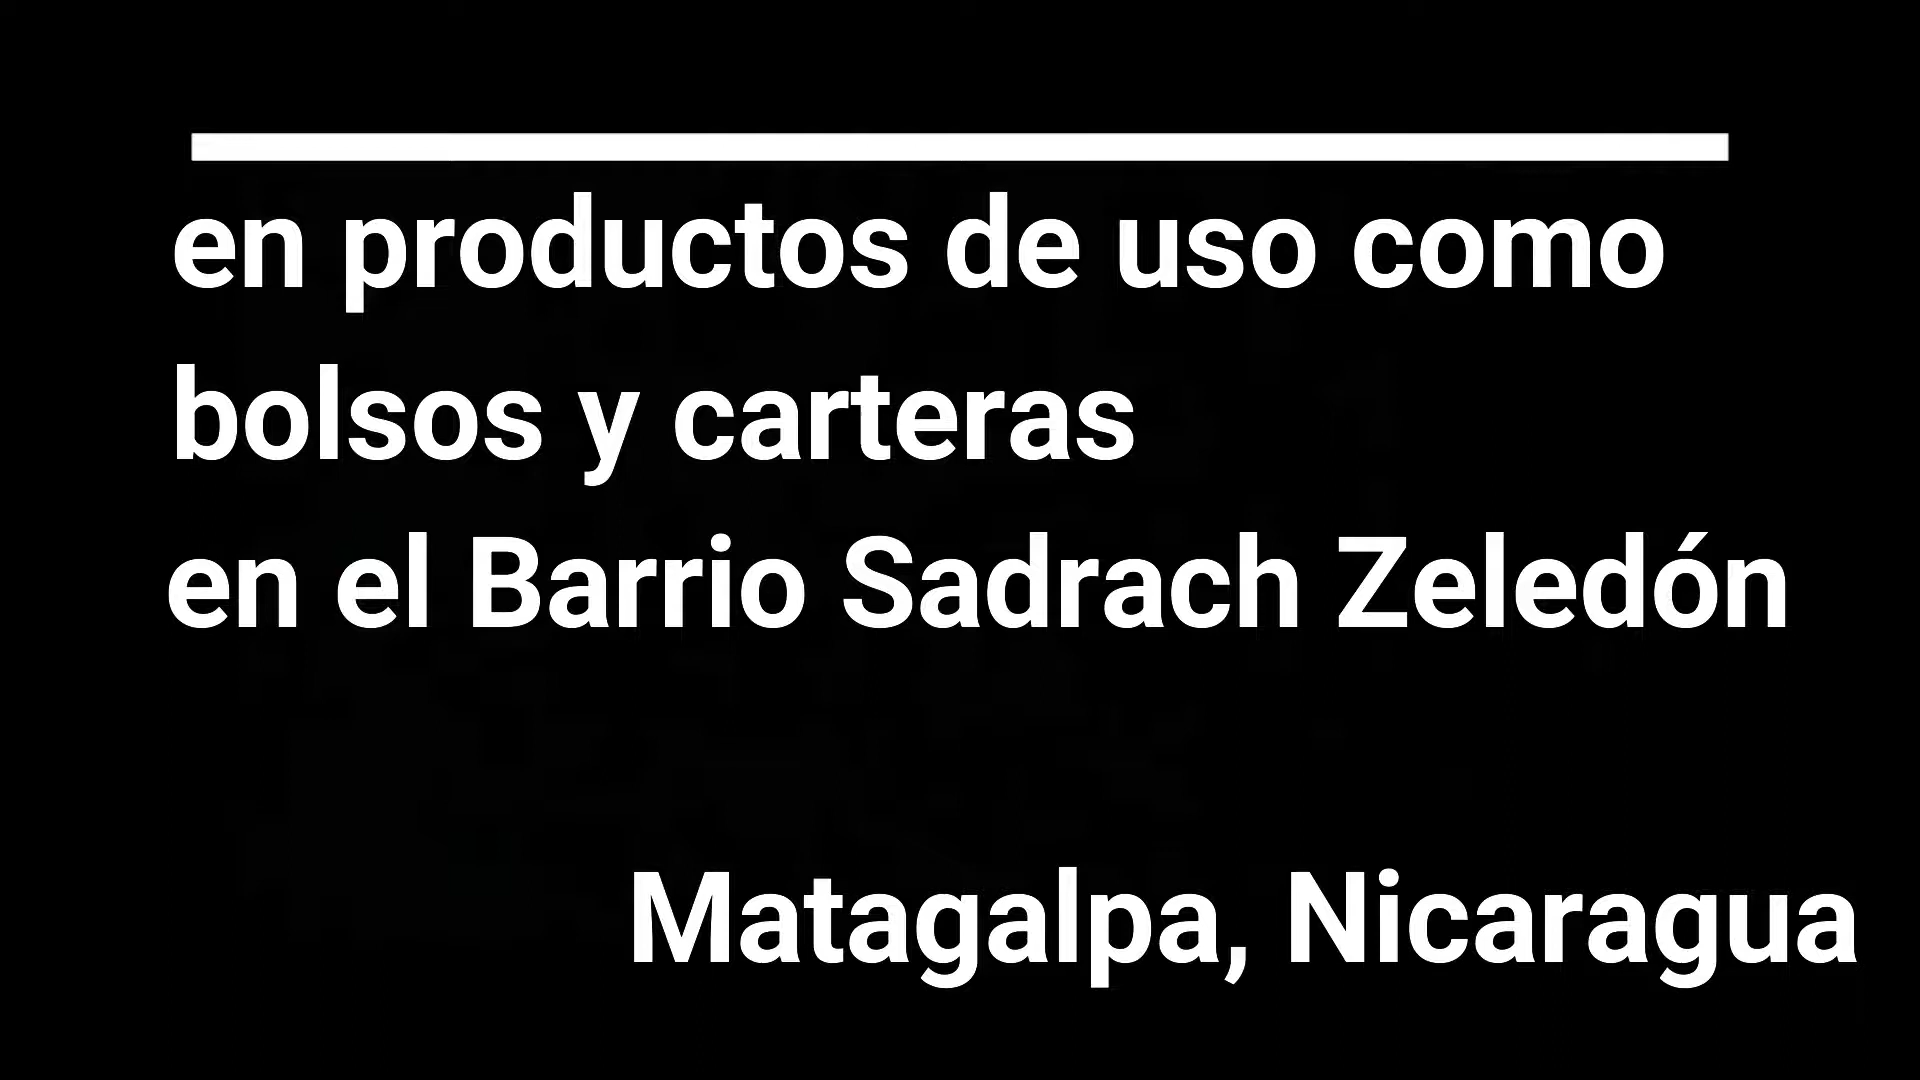 en productos de uso como
bolsos y carteras
en el Barrio Sadrach Zeledón
Matagalpa, Nicaragua